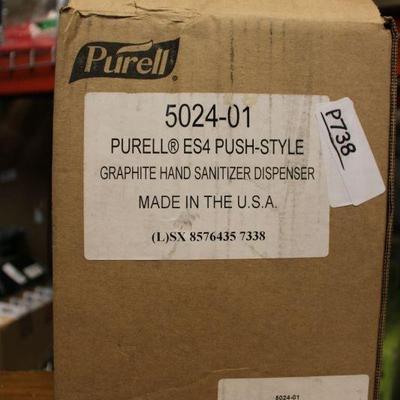 Purell®
5024-01
PURELL® ES4 PUSH-STYLE
GRAPHITE HAND SANITIZER DISPENSER
MADE IN THE U.S.A.
(L)SX 8576435 7338
P738
5024-01